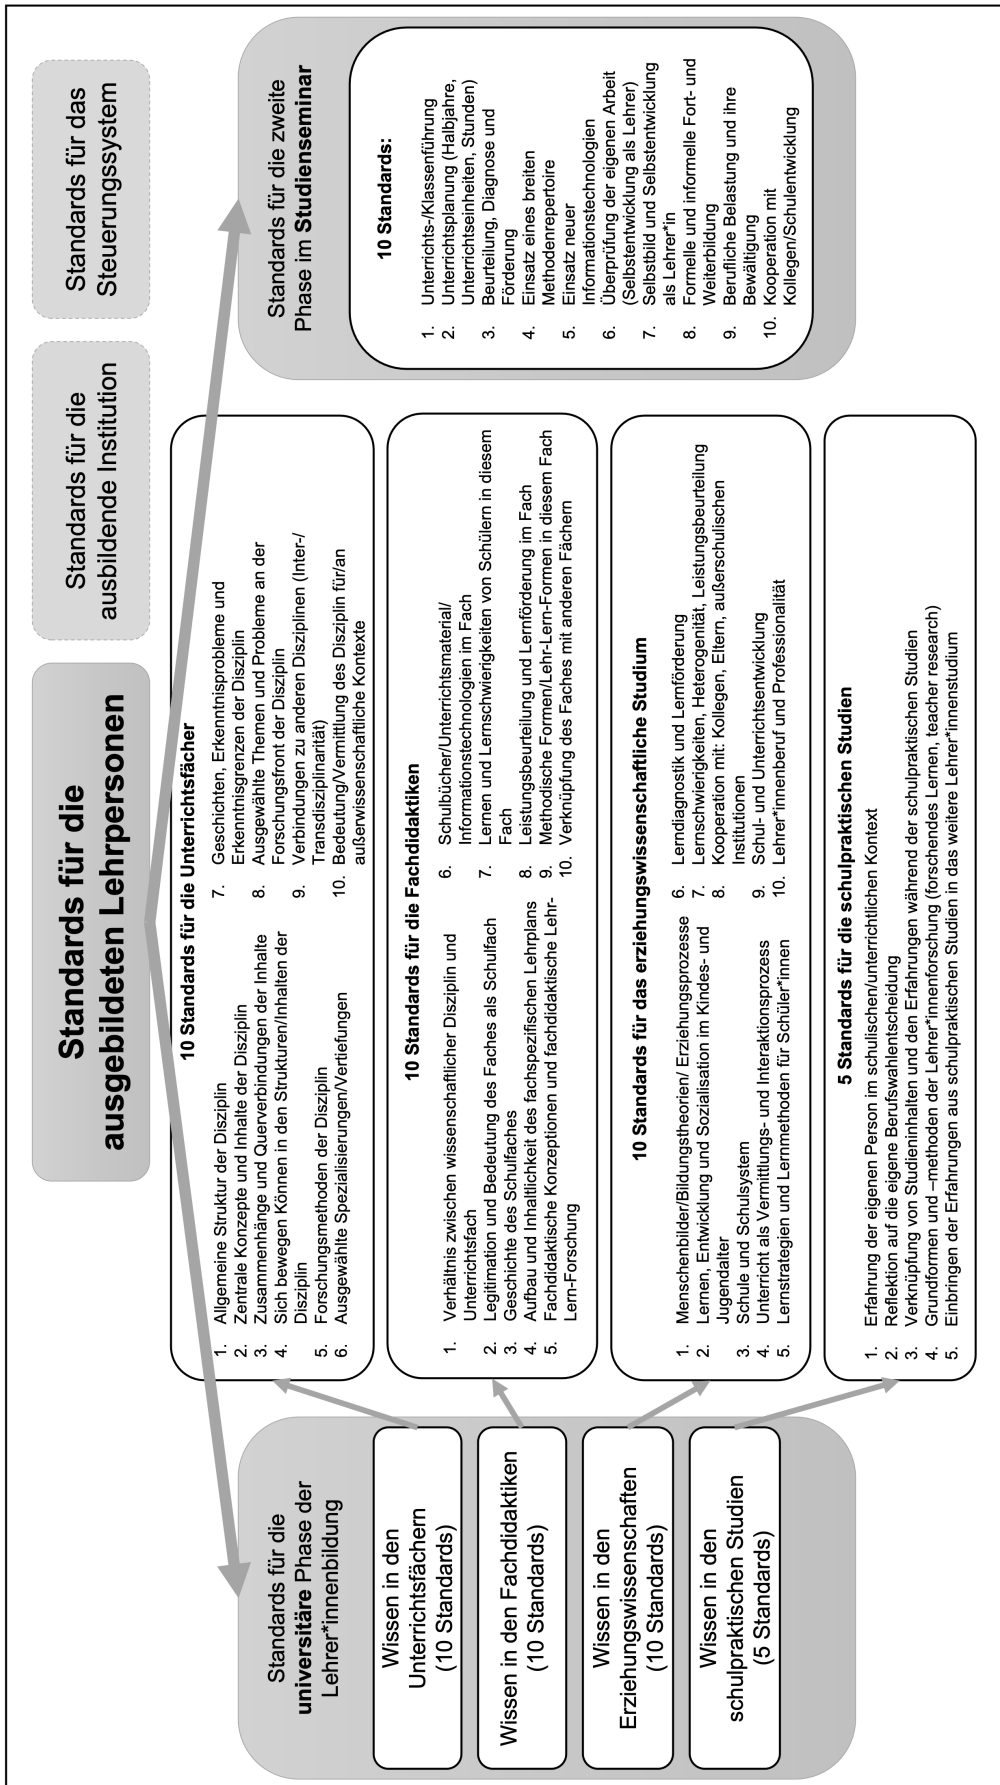 Standards für die
ausgebildeten Lehrpersonen
Standards für die
ausbildende Institution
Standards für das
Steuerungssystem
Standards für die
universitäre Phase der
Lehrer*innenbildung
Wissen in den
Unterrichtsfächern
(10 Standards)
Wissen in den Fachdidaktiken
(10 Standards)
Wissen in den
Erziehungswissenschaften
(10 Standards)
Wissen in den
schulpraktischen Studien
(5 Standards)
10 Standards für die Unterrichtsfächer
1. Allgemeine Struktur der Disziplin
2. Zentrale Konzepte und Inhalte der Disziplin
3. Zusammenhänge und Querverbindungen der Inhalte
4. Sich bewegen Können in den Strukturen/Inhalten der
Disziplin
5. Forschungsmethoden der Disziplin
6. Ausgewählte Spezialisierungen/Vertiefungen
7. Geschichten, Erkenntnisprobleme und
Erkenntnisgrenzen der Disziplin
8. Ausgewählte Themen und Probleme an der
Forschungsfront der Disziplin
9. Verbindungen zu anderen Disziplinen (Inter-/
Transdisziplinarität)
10. Bedeutung/Vermittlung des Disziplin für/an
außerwissenschaftliche Kontexte
10 Standards für die Fachdidaktiken
1. Verhältnis zwischen wissenschaftlicher Disziplin und
Unterrichtsfach
2. Legitimation und Bedeutung des Faches als Schulfach
3. Geschichte des Schulfaches
4. Aufbau und Inhaltlichkeit des fachspezifischen Lehrplans
5. Fachdidaktische Konzeptionen und fachdidaktische Lehr-
Lern-Forschung
6. Schulbücher/Unterrichtsmaterial/
Informationstechnologien im Fach
7. Lernen und Lernschwierigkeiten von Schülern in diesem
Fach
8. Leistungsbeurteilung und Lernförderung im Fach
9. Methodische Formen/Lehr-Lern-Formen in diesem Fach
10. Verknüpfung des Faches mit anderen Fächern
10 Standards für das erziehungswissenschaftliche Studium
1. Menschenbilder/Bildungstheorien/ Erziehungsprozesse
2. Lernen, Entwicklung und Sozialisation im Kindes- und
Jugendalter
3. Schule und Schulsystem
4. Unterricht als Vermittlungs- und Interaktionsprozess
5. Lernstrategien und Lernmethoden für Schüler*innen
6. Lerndiagnostik und Lernförderung
7. Lernschwierigkeiten, Heterogenität, Leistungsbeurteilung
8. Kooperation mit: Kollegen, Eltern, außerschulischen
Institutionen
9. Schul- und Unterrichtsentwicklung
10. Lehrer*innenberuf und Professionalität
5 Standards für die schulpraktischen Studien
1. Erfahrung der eigenen Person im schulischen/unterrichtlichen Kontext
2. Reflektion auf die eigene Berufswahlentscheidung
3. Verknüpfung von Studieninhalten und den Erfahrungen während der schulpraktischen Studien
4. Grundformen und –methoden der Lehrer*innenforschung (forschendes Lernen, teacher research)
5. Einbringen der Erfahrungen aus schulpraktischen Studien in das weitere Lehrer*innenstudium
Standards für die zweite
Phase im Studienseminar
10 Standards:
1. Unterrichts-/Klassenführung
2. Unterrichtsplanung (Halbjahre,
Unterrichtseinheiten, Stunden)
3. Beurteilung, Diagnose und
Förderung
4. Einsatz eines breiten
Methodenrepertoire
5. Einsatz neuer
Informationstechnologien
6. Überprüfung der eigenen Arbeit
(Selbstentwicklung als Lehrer)
7. Selbstbild und Selbstentwicklung
als Lehrer*in
8. Formelle und informelle Fort- und
Weiterbildung
9. Berufliche Belastung und ihre
Bewältigung
10. Kooperation mit
Kollegen/Schulentwicklung